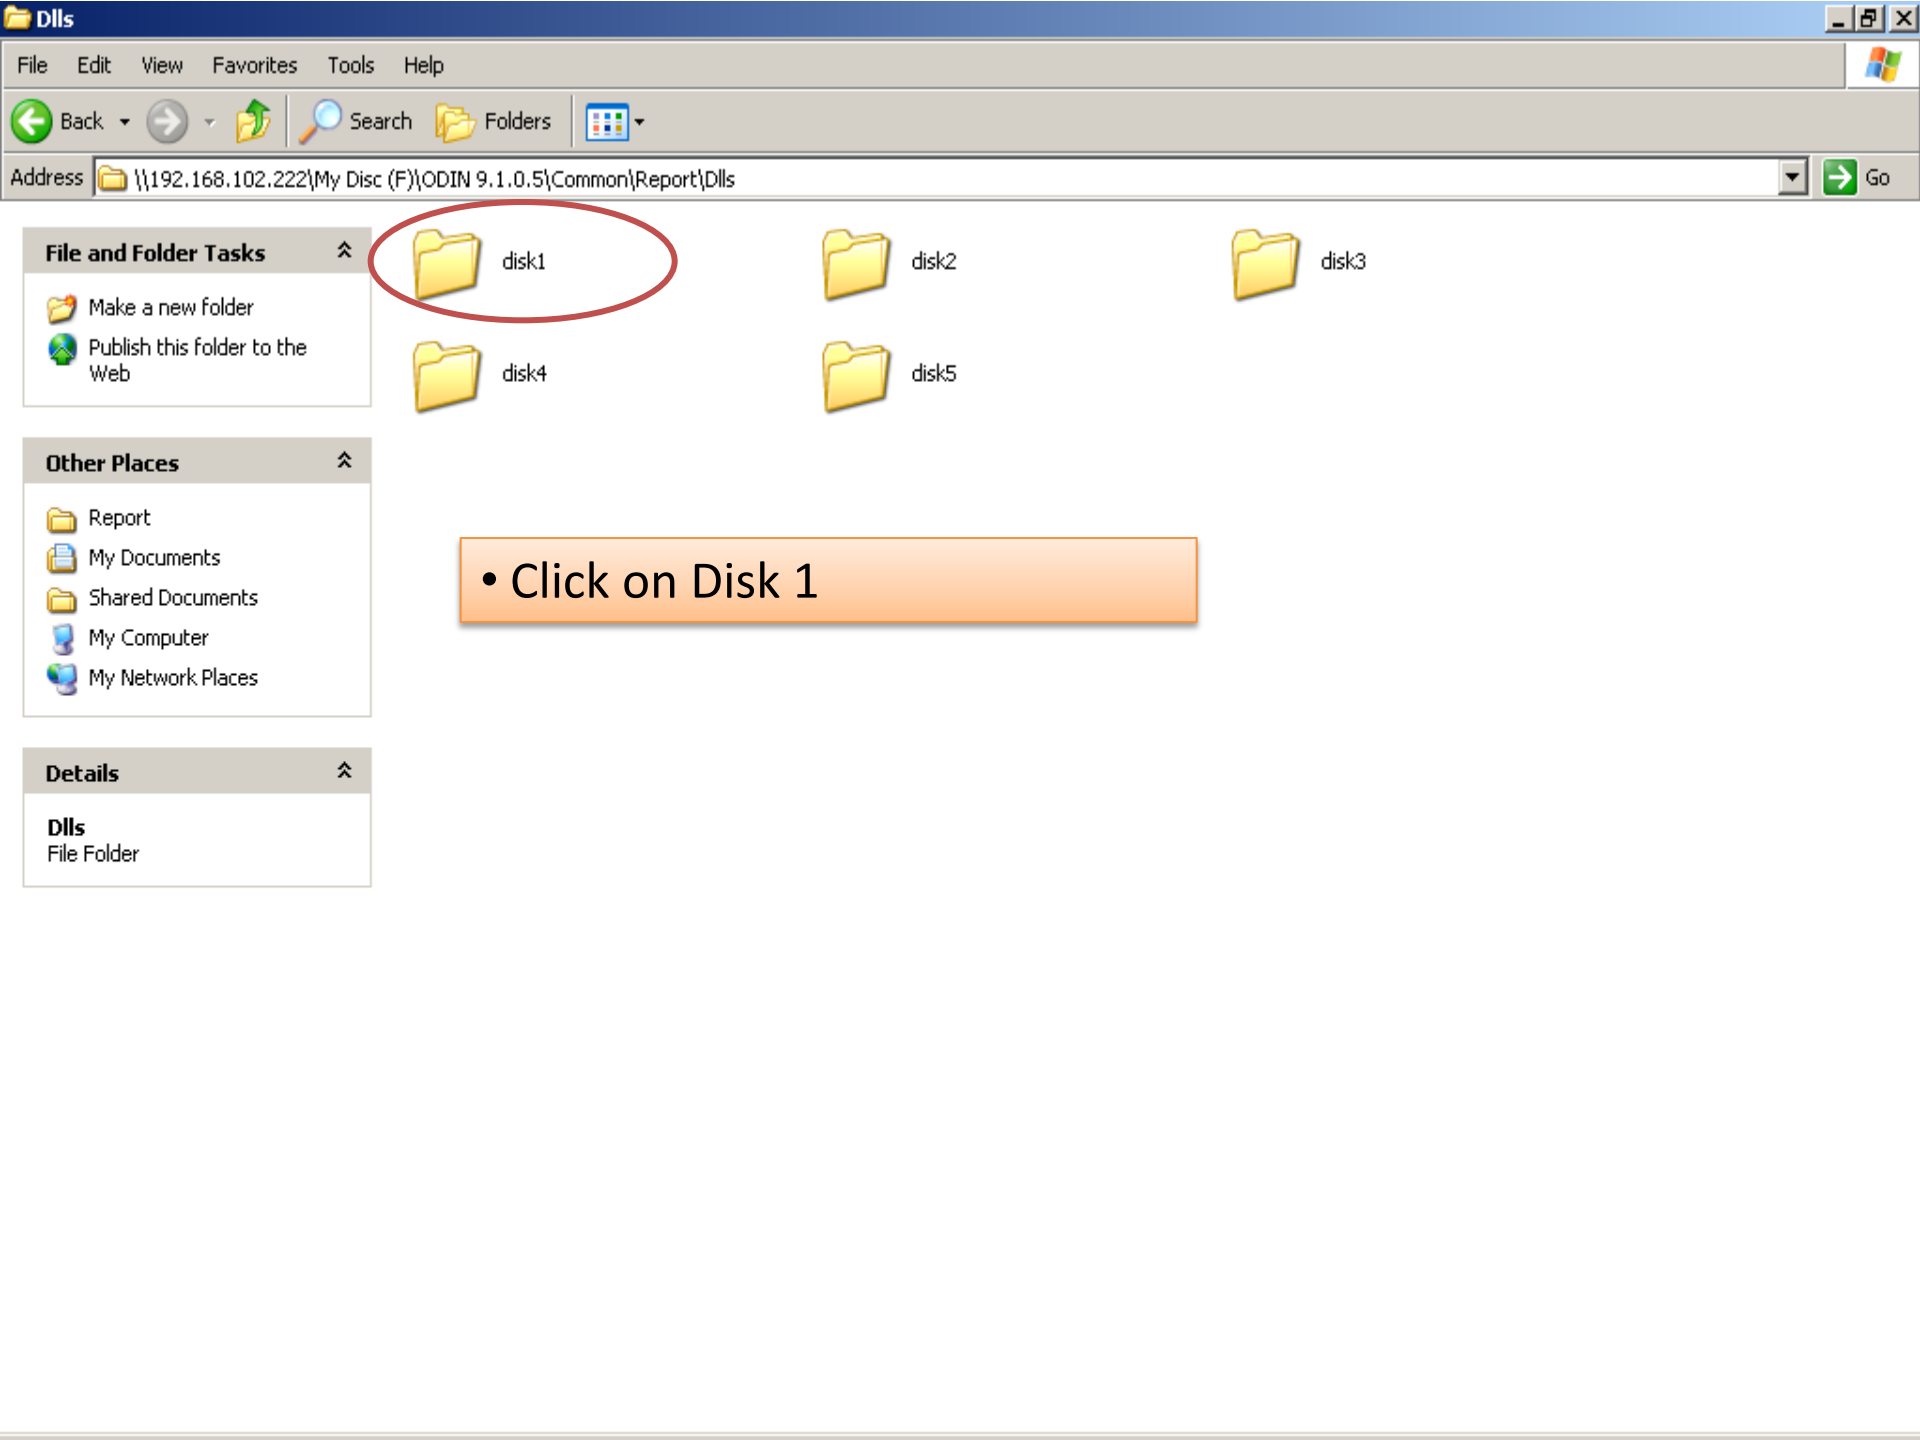 Dlls
File Edit View Favorites Tools Help
Back Search Folders
Address \\192.168.102.222\My Disc (F)\ODIN 9.1.0.5\Common\Report\Dlls Go
File and Folder Tasks
Make a new folder
Publish this folder to the
Web
disk1 disk2 disk3
disk4 disk5
Other Places
Report
My Documents
Shared Documents
My Computer
My Network Places
• Click on Disk 1
Details
Dlls
File Folder